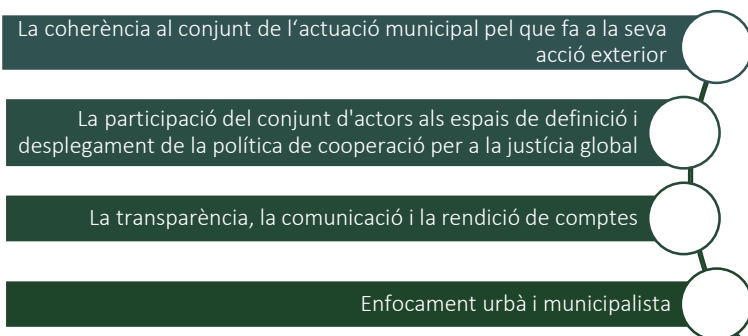 La coherència al conjunt de l‘actuació municipal pel que fa a la seva
acció exterior
La participació del conjunt d'actors als espais de definició i
desplegament de la política de cooperació per a la justícia global
La transparència, la comunicació i la rendició de comptes
Enfocament urbà i municipalista